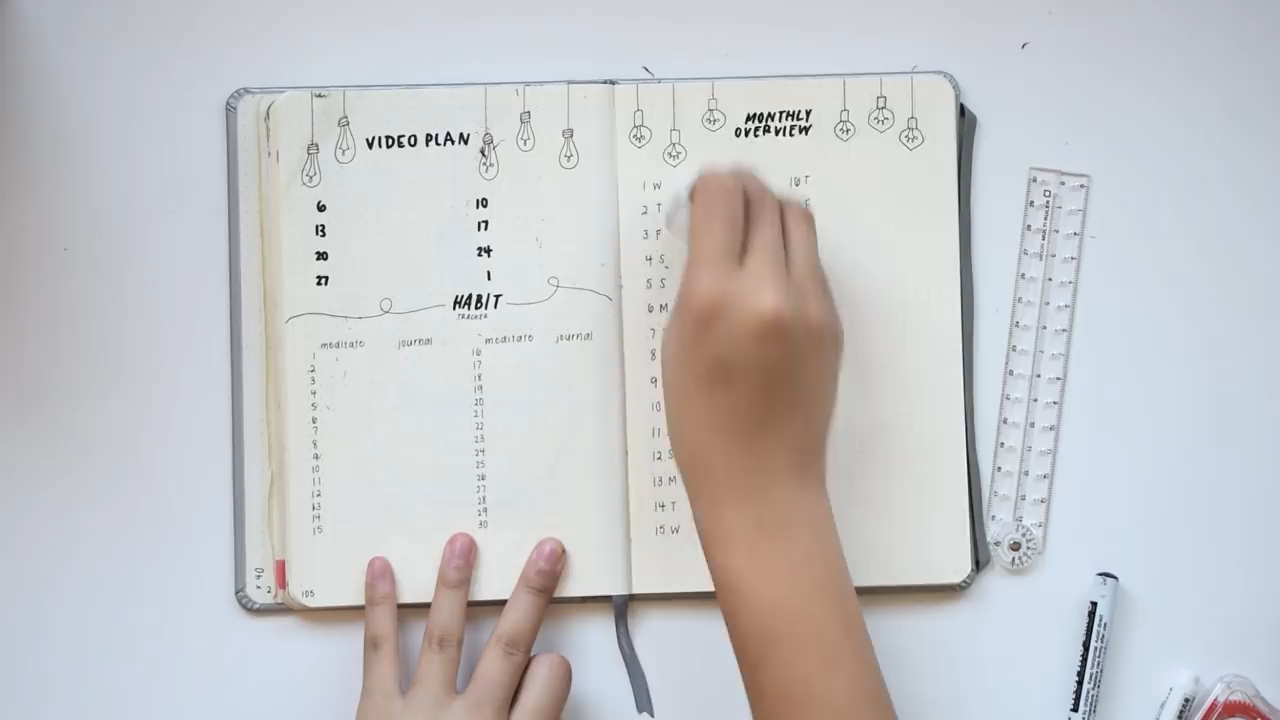 VIDEO PLAN
6 10
13 17
20 24
27 1
HABIT
TRACKER
meditate journal meditate journal
1 16
2 17
3 18
4 19
5 20
6 21
7 22
8 23
9 24
10 25
11 26
12 27
13 28
14 29
15 30
105
MONTHLY
OVERVIEW
1 W 16 T
2 T F
3 F
4 S
5 S
6 M
7
8
9
10
11
12 S
13 M
14 T
15 W